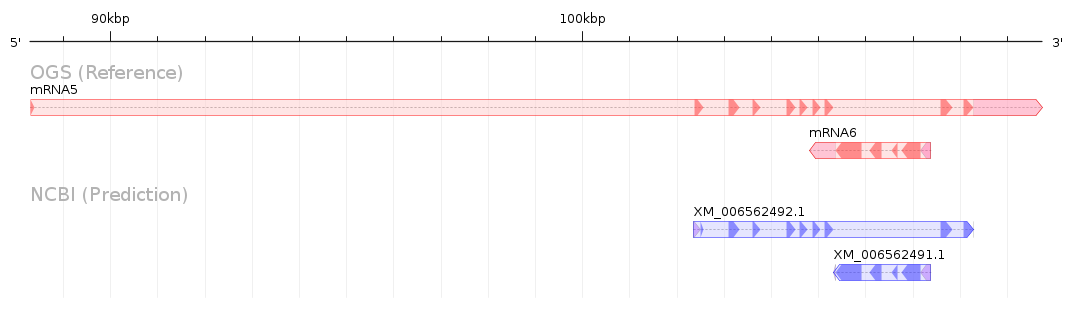 90kbp 100kbp
5' 3'
OGS (Reference)
mRNA5
mRNA6
NCBI (Prediction)
XM_006562492.1
XM_006562491.1